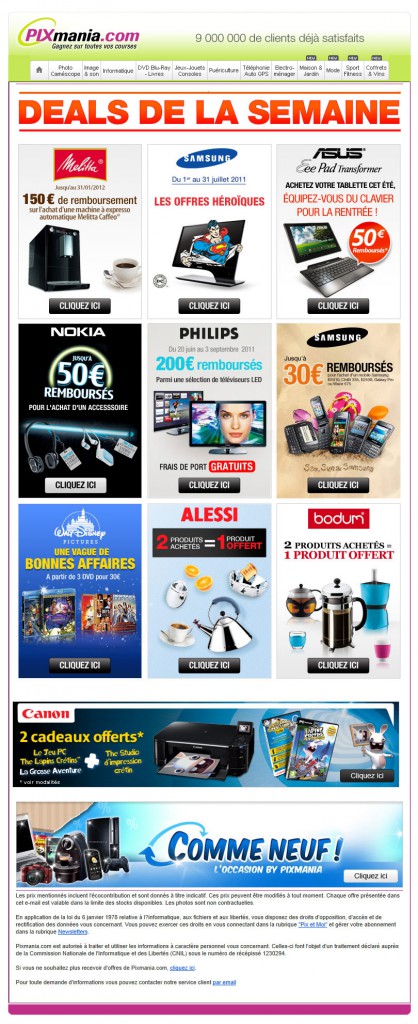 PIXmania.com
Gagnez sur toutes vos courses
9 000 000 de clients déjà satisfaits
Photo Caméscope
Image & son
Informatique
DVD Blu-Ray - Livres
Jeux-Jouets Consoles
Puériculture
Téléphonie Auto GPS
Electro-ménager
Maison & Jardin
Mode
Sport Fitness
Coffrets & Vins
DEALS DE LA SEMAINE
Melitta
Jusqu'au 31/01/2012
150 € de remboursement
sur l'achat d'une machine à expresso
automatique Melitta Caffeo
CLIQUEZ ICI
SAMSUNG
Du 1er au 31 juillet 2011
LES OFFRES HÉROÏQUES
CLIQUEZ ICI
ASUS
Eee Pad Transformer
ACHETEZ VOTRE TABLETTE CET ÉTÉ,
ÉQUIPEZ-VOUS DU CLAVIER
POUR LA RENTRÉE !
50€
Remboursés
CLIQUEZ ICI
NOKIA
JUSQU'À
50€
REMBOURSÉS
POUR L'ACHAT D'UN ACCESSOIRE
CLIQUEZ ICI
PHILIPS
Du 20 juin au 3 septembre 2011
200€ remboursés
Parmi une sélection de téléviseurs LED
FRAIS DE PORT GRATUITS
CLIQUEZ ICI
SAMSUNG
Jusqu'à
30€ REMBOURSÉS
pour l'achat d'un mobile Samsung
Sea, Sun & Samsung
CLIQUEZ ICI
WALT DISNEY
PICTURES
UNE VAGUE DE
BONNES AFFAIRES
A partir de 3 DVD pour 30€
CLIQUEZ ICI
ALESSI
2 PRODUITS ACHETÉS = 1 PRODUIT OFFERT
CLIQUEZ ICI
bodum
2 PRODUITS ACHETÉS =
1 PRODUIT OFFERT
CLIQUEZ ICI
Canon
2 cadeaux offerts*
Le Jeu PC
The Lapins Crétins
La Grosse Aventure
+
The Studio
d'impression
crétin
* voir modalités
Cliquez ici
COMME NEUF !
L'OCCASION BY PIXMANIA
Cliquez ici
Les prix mentionnés incluent l'écocontribution et sont donnés à titre indicatif. Ces prix peuvent être modifiés à tout moment. Chaque offre présentée dans
cet e-mail est valable dans la limite des stocks disponibles. Les photos sont non contractuelles.
En application de la loi du 6 janvier 1978 relative à l'informatique, aux fichiers et aux libertés, vous disposez des droits d'opposition, d'accès et de
rectification des données vous concernant. Vous pouvez exercer ces droits en vous connectant dans la rubrique "Pix et Moi" et gérer votre abonnement
dans la rubrique Newsletters.
Pixmania.com est autorisé à traiter et utiliser les informations à caractère personnel vous concernant. Celles-ci font l'objet d'un traitement déclaré auprès
de la Commission Nationale de l'Informatique et des Libertés (CNIL) sous le numéro de récépissé 1230294.
Si vous ne souhaitez plus recevoir d'offres de Pixmania.com, cliquez ici.
Pour toute demande d'informations vous pouvez contacter notre service client par email